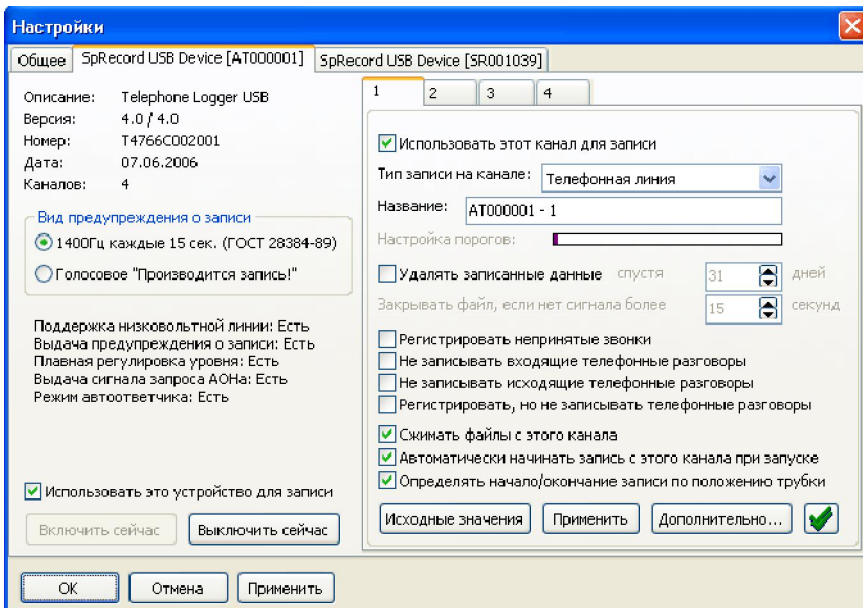 Настройки
Общее SpRecord USB Device [AT000001] SpRecord USB Device [SR001039]
Описание: Telephone Logger USB
Версия: 4.0 / 4.0
Номер: T4766C002001
Дата: 07.06.2006
Каналов: 4
Вид предупреждения о записи
1400Гц каждые 15 сек. (ГОСТ 28384-89)
Голосовое "Производится запись!"
Поддержка низковольтной линии: Есть
Выдача предупреждения о записи: Есть
Плавная регулировка уровня: Есть
Выдача сигнала запроса АОНа: Есть
Режим автоответчика: Есть
Использовать это устройство для записи
Включить сейчас Выключить сейчас
1 2 3 4
Использовать этот канал для записи
Тип записи на канале: Телефонная линия
Название: AT000001 - 1
Настройка порогов:
Удалять записанные данные спустя 31 дней
Закрывать файл, если нет сигнала более 15 секунд
Регистрировать непринятые звонки
Не записывать входящие телефонные разговоры
Не записывать исходящие телефонные разговоры
Регистрировать, но не записывать телефонные разговоры
Сжимать файлы с этого канала
Автоматически начинать запись с этого канала при запуске
Определять начало/окончание записи по положению трубки
Исходные значения Применить Дополнительно...
ОК Отмена Применить